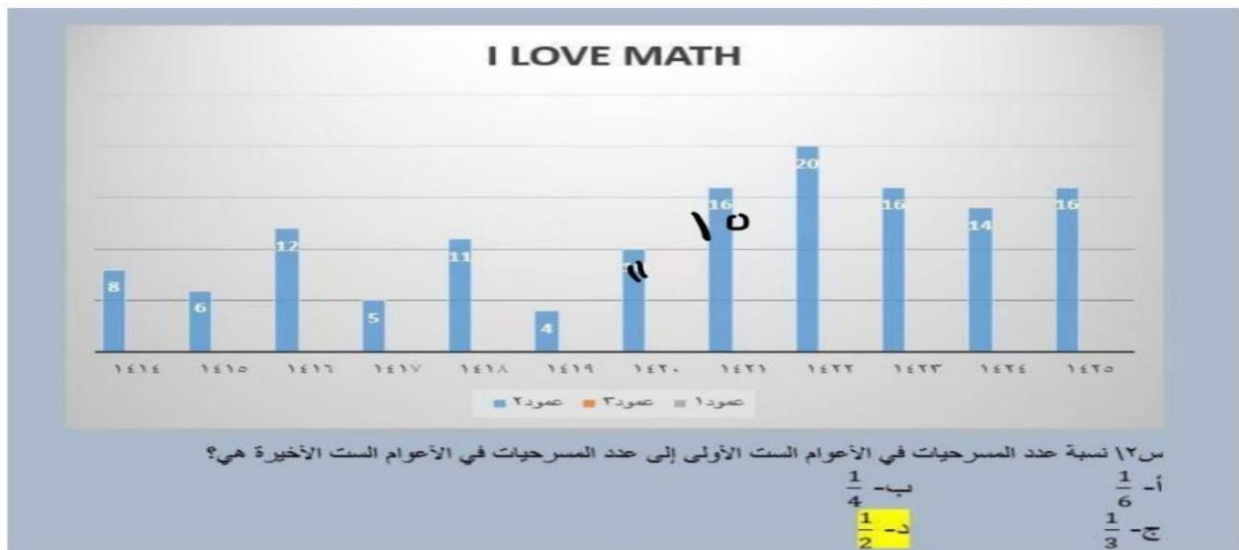 I LOVE MATH
8 6 12 5 11 4 11 16 20 16 14 16
١٥
١٤١٤ ١٤١٥ ١٤١٦ ١٤١٧ ١٤١٨ ١٤١٩ ١٤٢٠ ١٤٢١ ١٤٢٢ ١٤٢٣ ١٤٢٤ ١٤٢٥
عمود١ عمود٣ عمود٢
س١٢\ نسبة عدد المسرحيات في الأعوام الست الأولى إلى عدد المسرحيات في الأعوام الست الأخيرة هي؟
أ- 1/6 ب- 1/4
ج- 1/3 د- 1/2